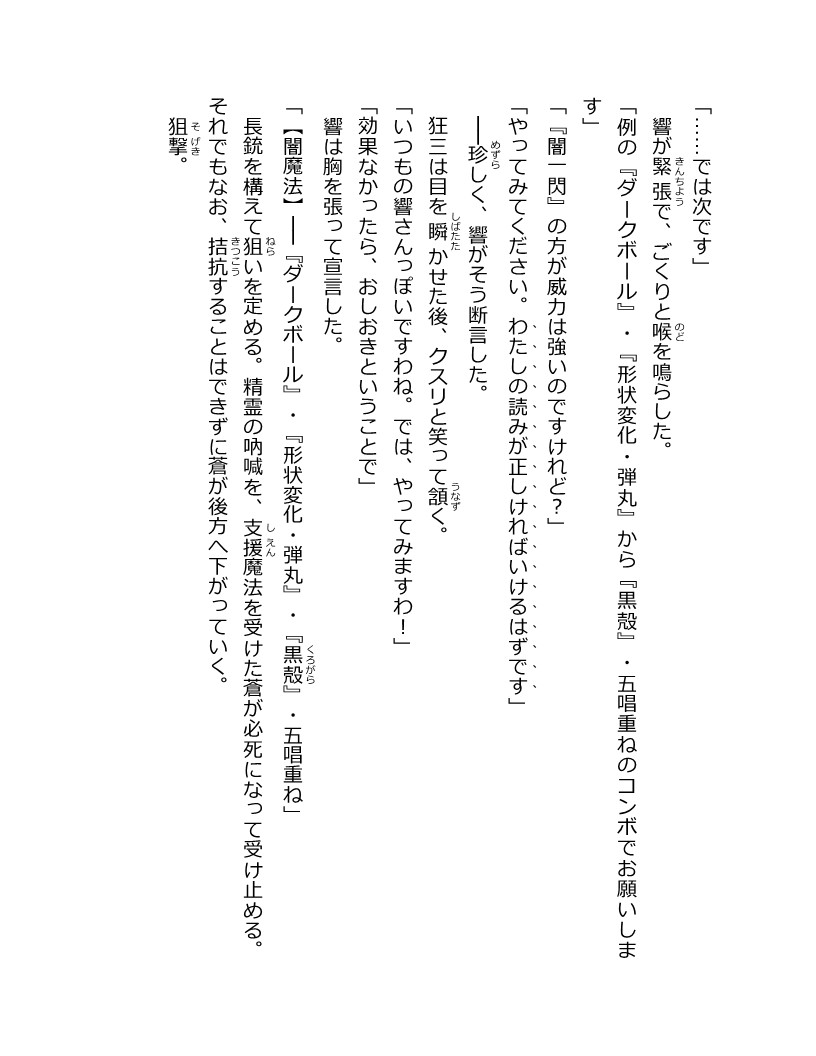 「……では次です」
響が緊張で、ごくりと喉を鳴らした。
「例の『ダークボール』・『形状変化・弾丸』から『黒殻』・五唱重ねのコンボでお願いしま
す」
「『闇一閃』の方が威力は強いのですけれど？」
「やってみてください。わたしの読みが正しければいけるはずです」
──珍しく、響がそう断言した。
狂三は目を瞬かせた後、クスリと笑って頷く。
「いつもの響さんっぽいですわね。では、やってみますわ！」
「効果なかったら、おしおきということで」
響は胸を張って宣言した。
「【闇魔法】──『ダークボール』・『形状変化・弾丸』・『黒殻』・五唱重ね」
長銃を構えて狙いを定める。精霊の吶喊を、支援魔法を受けた蒼が必死になって受け止める。
それでもなお、拮抗することはできずに蒼が後方へ下がっていく。
狙撃。